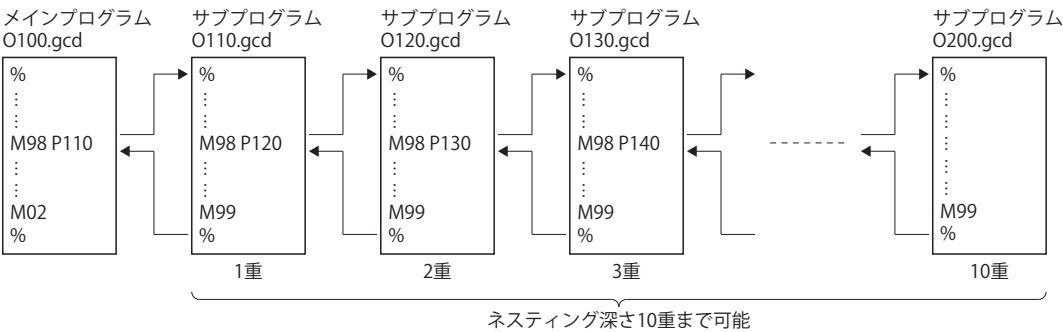 メインプログラム
O100.gcd
%
⋮
⋮
M98 P110
⋮
⋮
M02
%
サブプログラム
O110.gcd
%
⋮
⋮
M98 P120
⋮
⋮
M99
%
1重
サブプログラム
O120.gcd
%
⋮
⋮
M98 P130
⋮
⋮
M99
%
2重
サブプログラム
O130.gcd
%
⋮
⋮
M98 P140
⋮
⋮
M99
%
3重
サブプログラム
O200.gcd
%
⋮
⋮
⋮
⋮
M99
%
10重
ネスティング深さ10重まで可能